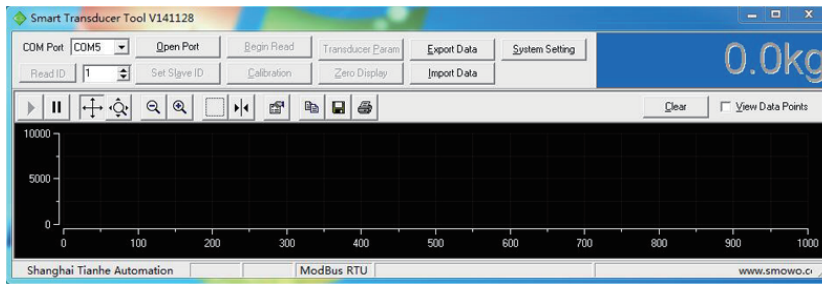 Smart Transducer Tool V141128
COM Port COM5 Open Port Begin Read Transducer Param Export Data System Setting
0.0kg
Read ID 1 Set Slave ID Calibration Zero Display Import Data
Clear View Data Points
10000
5000
0
0 100 200 300 400 500 600 700 800 900 1000
Shanghai Tianhe Automation ModBus RTU www.smowo.c